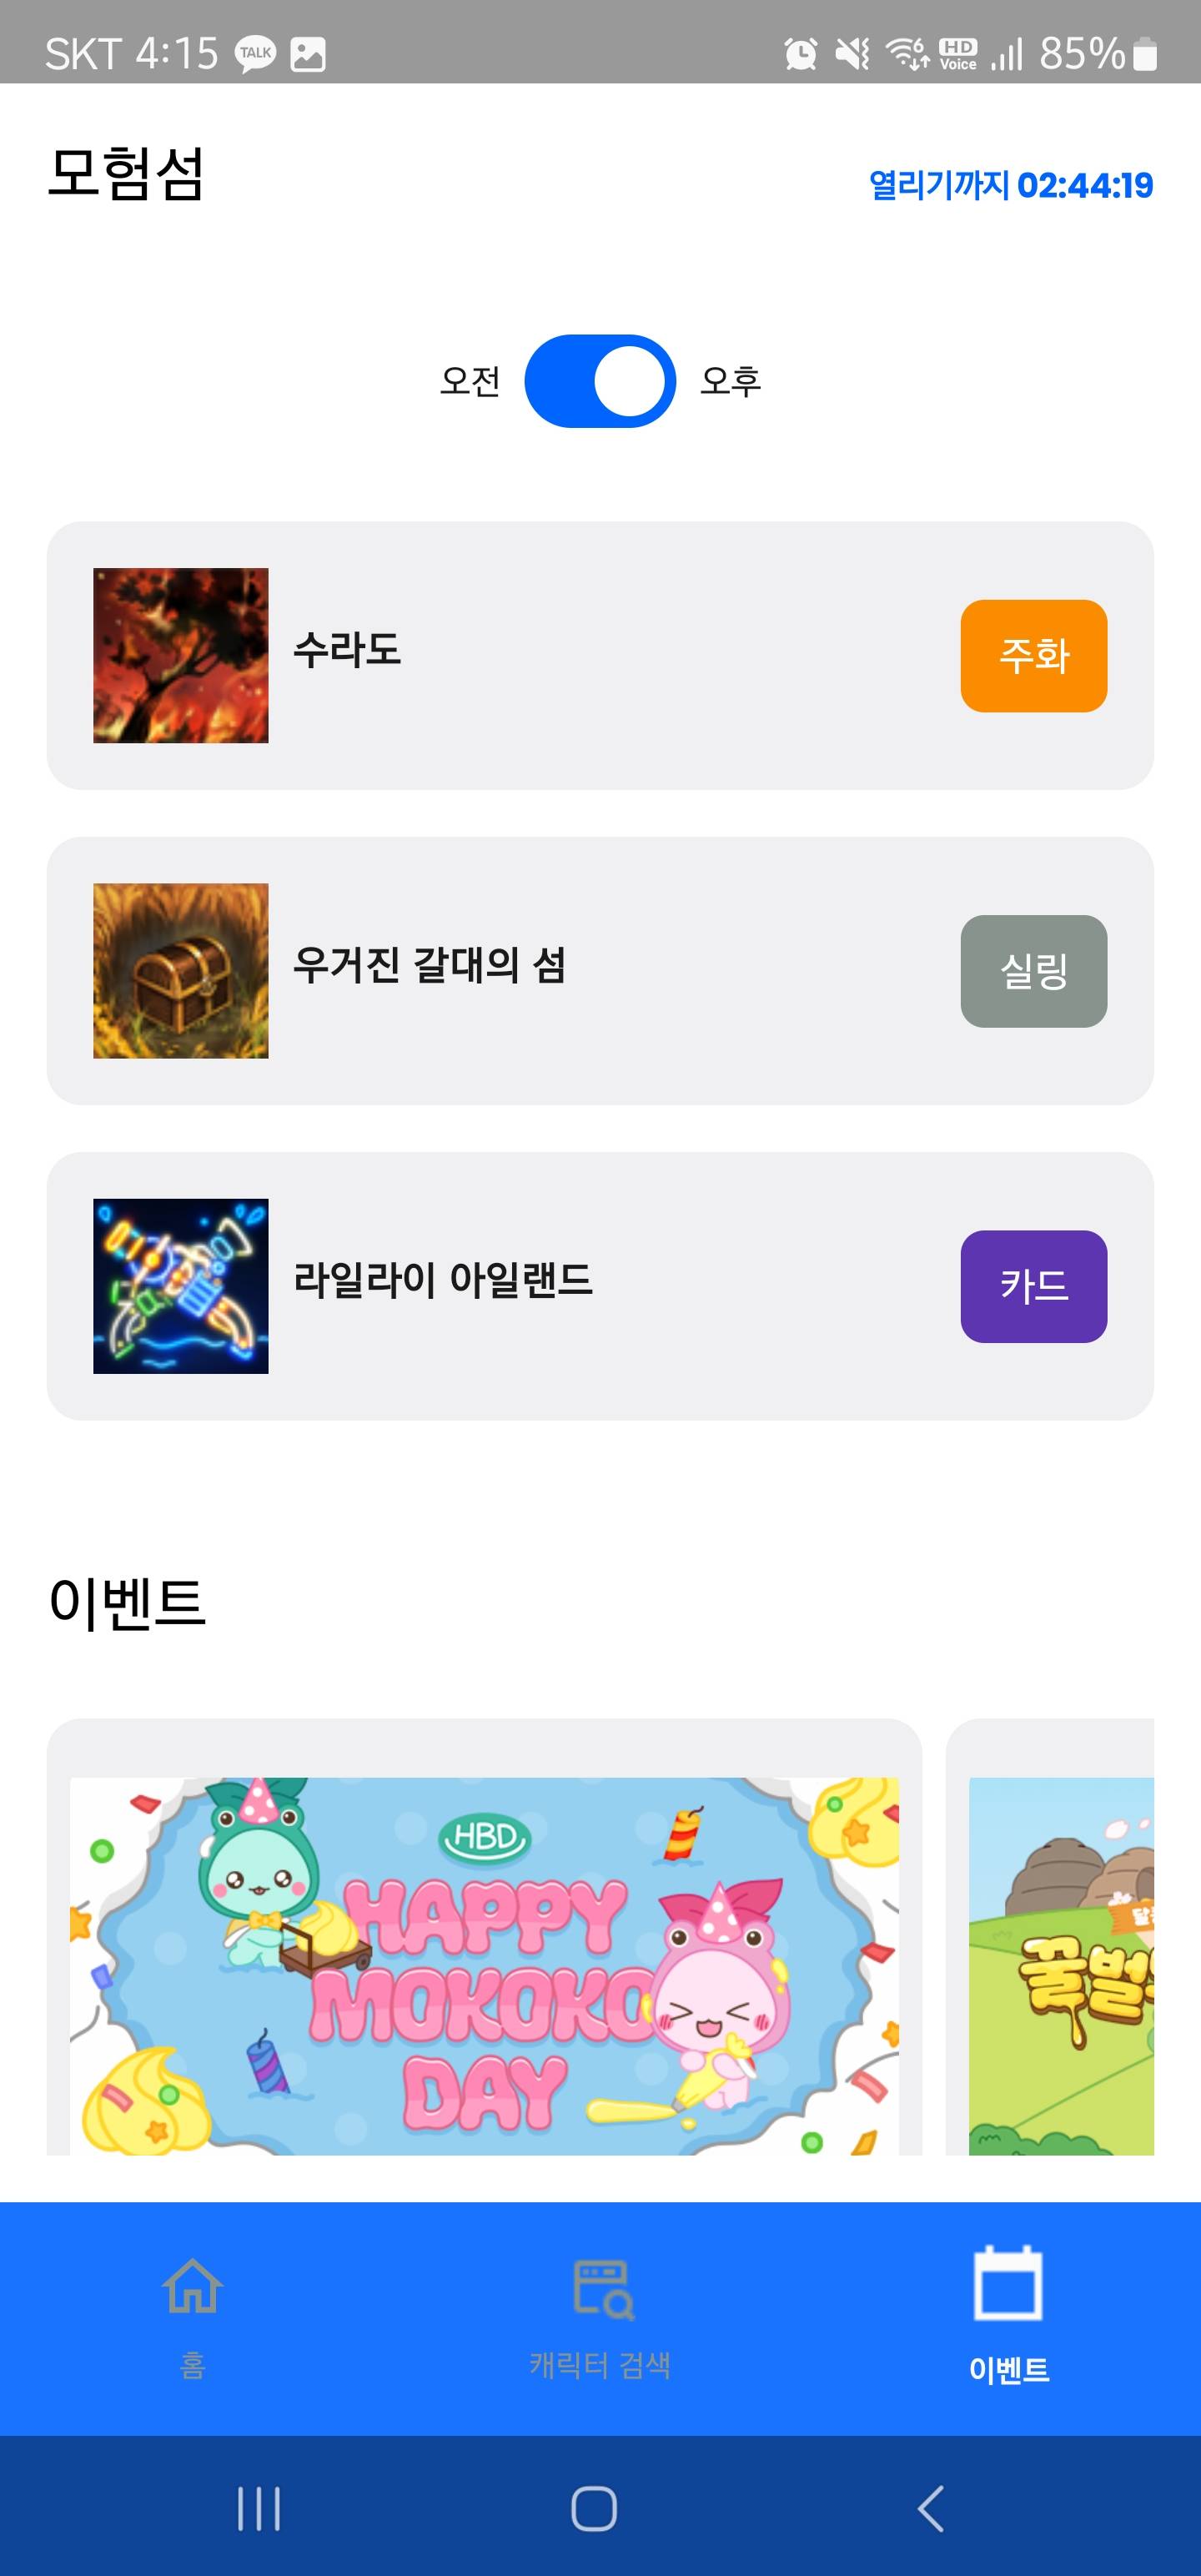 SKT 4:15 TALK
6 HD Voice 85%
모험섬
열리기까지 02:44:19
오전 오후
수라도
주화
우거진 갈대의 섬
실링
라일라이 아일랜드
카드
이벤트
HBD
HAPPY
MOKOKO
DAY
꿀벌
홈
캐릭터 검색
이벤트